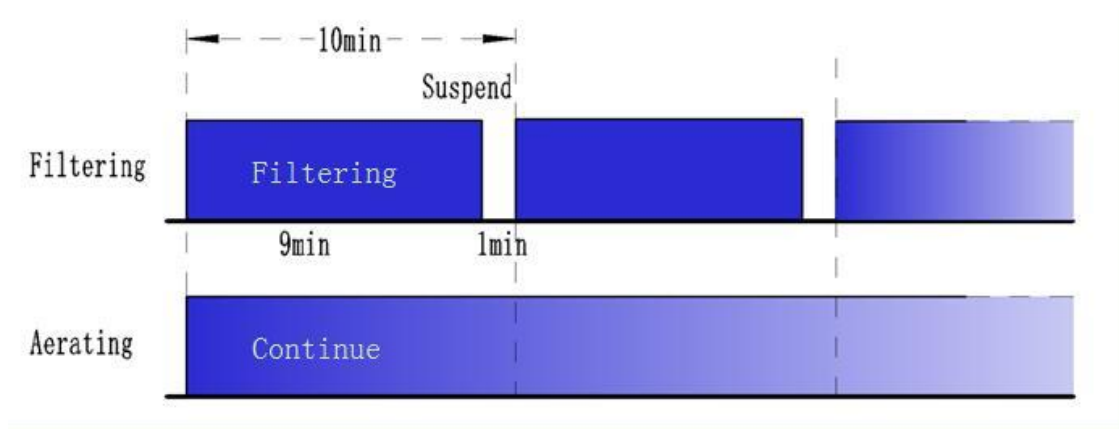 10min
Suspend
Filtering
Filtering
9min
1min
Aerating
Continue